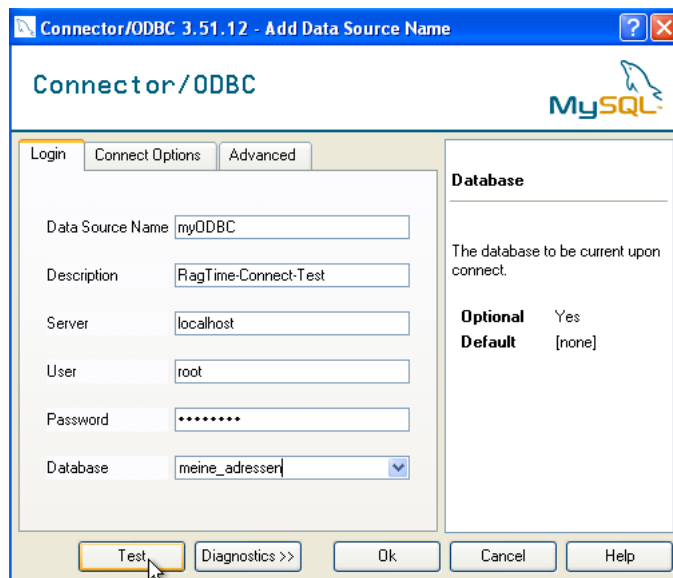 Connector/ODBC 3.51.12 - Add Data Source Name
Connector/ODBC
MySQL
Login
Connect Options
Advanced
Data Source Name myODBC
Description RagTime-Connect-Test
Server localhost
User root
Password ••••••••
Database meine_adressen
Database
The database to be current upon
connect.
Optional Yes
Default [none]
Test
Diagnostics >>
Ok
Cancel
Help